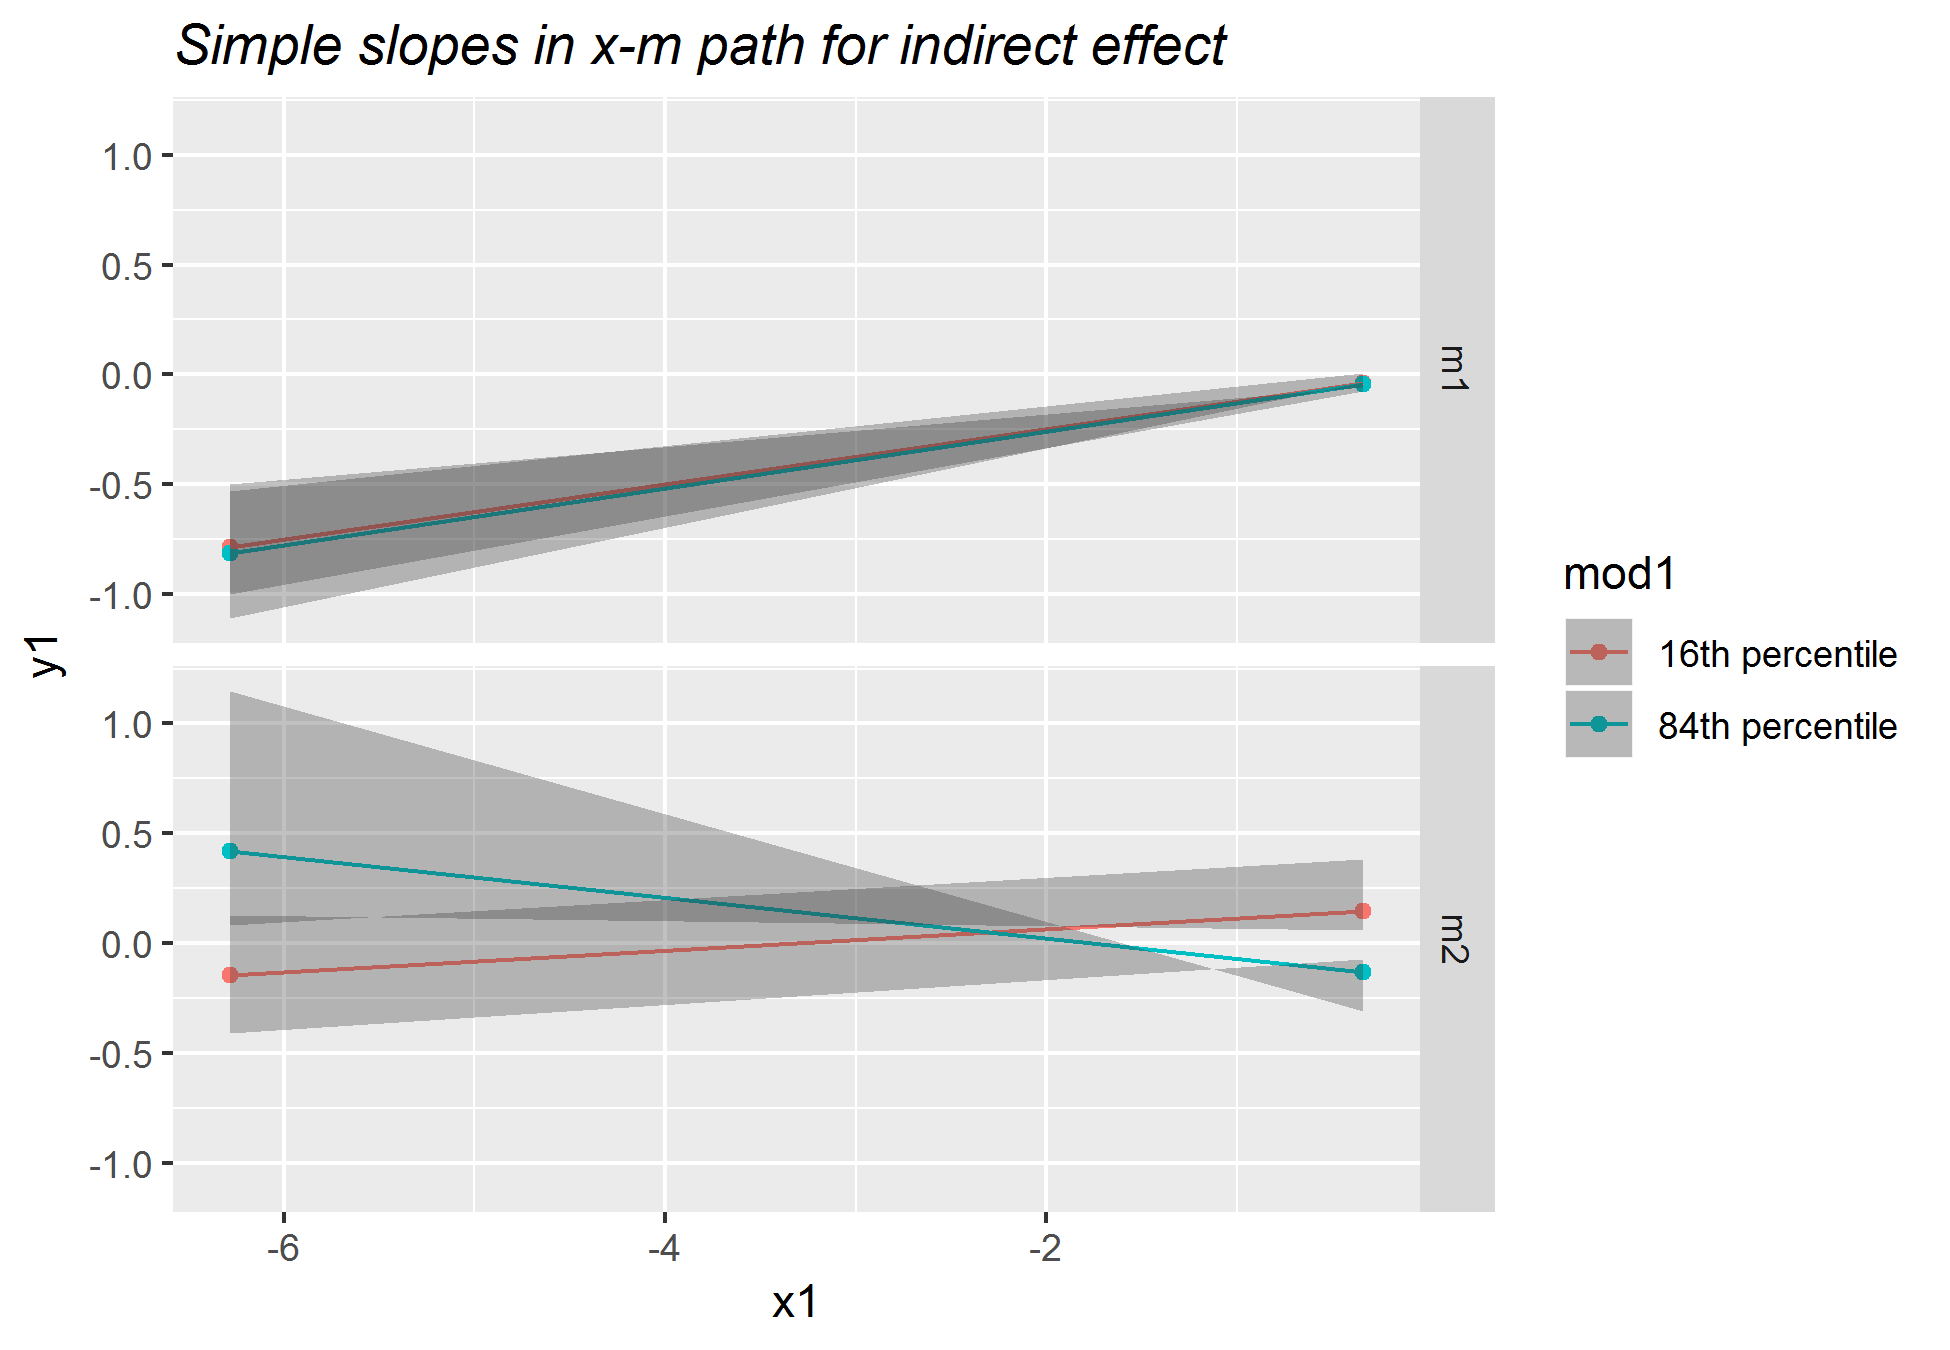 Simple slopes in x-m path for indirect effect
1.0
0.5
0.0
-0.5
-1.0
m1
1.0
0.5
0.0
-0.5
-1.0
m2
y1
-6
-4
-2
x1
mod1
16th percentile
84th percentile